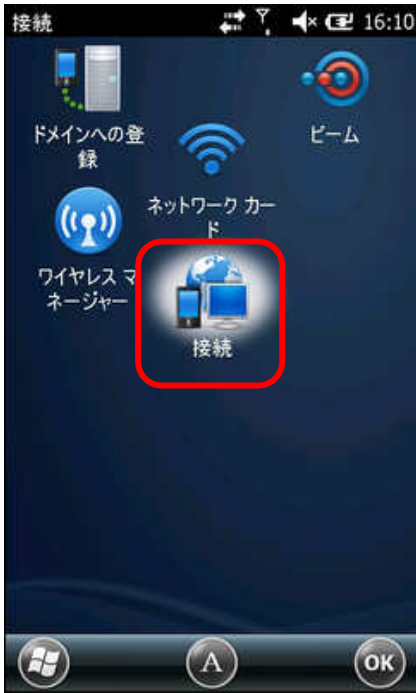 接続 16:10
ドメインへの登
録
ビーム
ネットワーク カー
ド
ワイヤレス マ
ネージャー
接続
A
OK